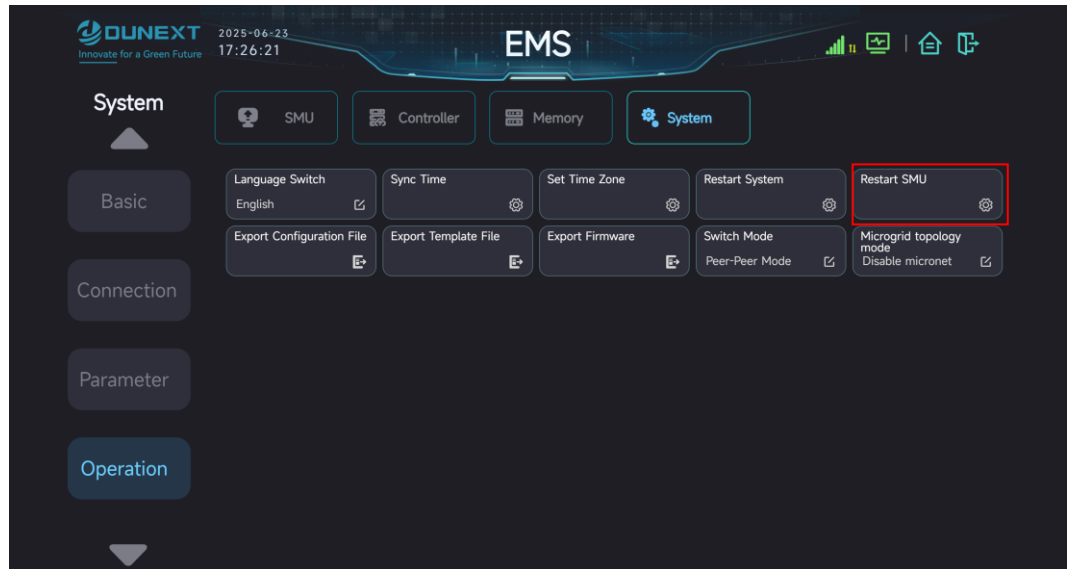 DUNEXT
Innovate for a Green Future
2025-06-23
17:26:21
EMS
System
SMU
Controller
Memory
System
Basic
Connection
Parameter
Operation
Language Switch
English
Sync Time
Set Time Zone
Restart System
Restart SMU
Export Configuration File
Export Template File
Export Firmware
Switch Mode
Peer-Peer Mode
Microgrid topology
mode
Disable micronet